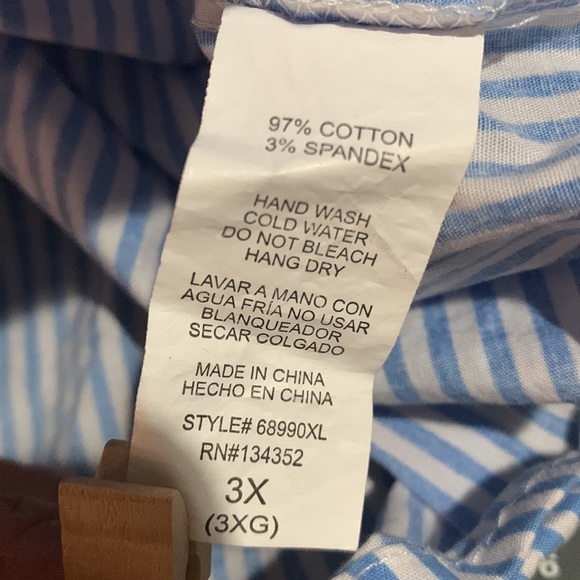 97% COTTON
3% SPANDEX
HAND WASH
COLD WATER
DO NOT BLEACH
HANG DRY
LAVAR A MANO CON
AGUA FRÍA NO USAR
BLANQUEADOR
SECAR COLGADO
MADE IN CHINA
HECHO EN CHINA
STYLE# 68990XL
RN#134352
3X
(3XG)